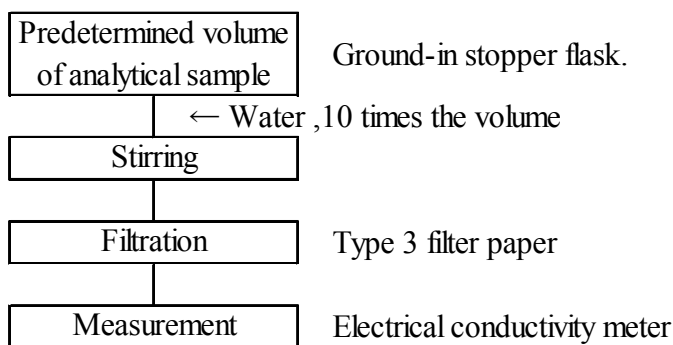 Predetermined volume
of analytical sample
Ground-in stopper flask.
← Water ,10 times the volume
Stirring
Filtration
Type 3 filter paper
Measurement
Electrical conductivity meter